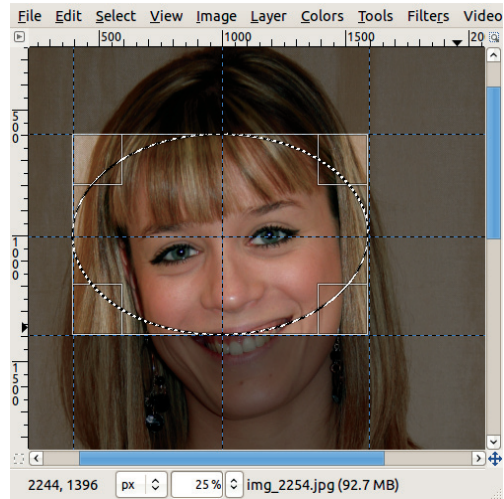 File Edit Select View Image Layer Colors Tools Filters Video
500 1000 1500 20
500
1000
1500
2244, 1396 px 25 % img_2254.jpg (92.7 MB)